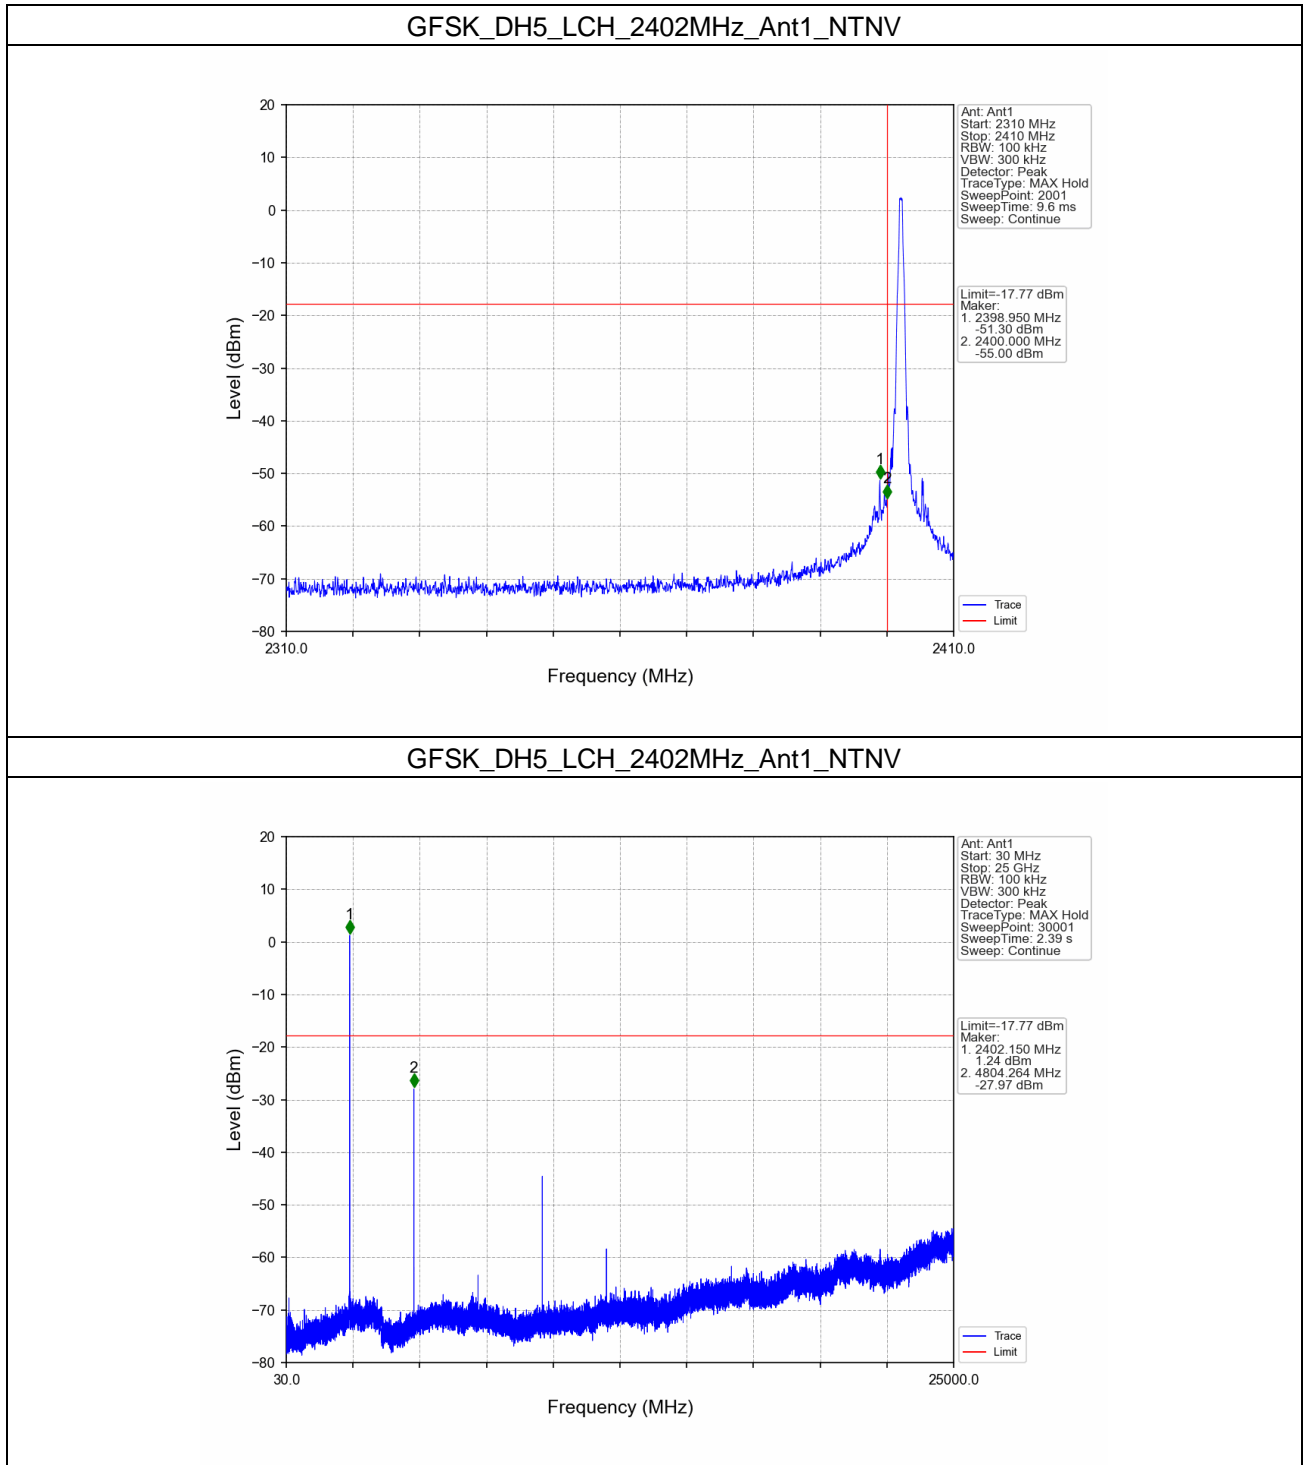 GFSK_DH5_LCH_2402MHz_Ant1_NTNV
20
10
0
−10
−20
−30
−40
−50
−60
−70
−80
Level (dBm)
2310.0
2410.0
Frequency (MHz)
1
2
Ant: Ant1
Start: 2310 MHz
Stop: 2410 MHz
RBW: 100 kHz
VBW: 300 kHz
Detector: Peak
TraceType: MAX Hold
SweepPoint: 2001
SweepTime: 9.6 ms
Sweep: Continue
Limit=-17.77 dBm
Maker:
1. 2398.950 MHz
-51.30 dBm
2. 2400.000 MHz
-55.00 dBm
Trace
Limit
GFSK_DH5_LCH_2402MHz_Ant1_NTNV
20
10
0
−10
−20
−30
−40
−50
−60
−70
−80
Level (dBm)
30.0
25000.0
Frequency (MHz)
1
2
Ant: Ant1
Start: 30 MHz
Stop: 25 GHz
RBW: 100 kHz
VBW: 300 kHz
Detector: Peak
TraceType: MAX Hold
SweepPoint: 30001
SweepTime: 2.39 s
Sweep: Continue
Limit=-17.77 dBm
Maker:
1. 2402.150 MHz
1.24 dBm
2. 4804.264 MHz
-27.97 dBm
Trace
Limit